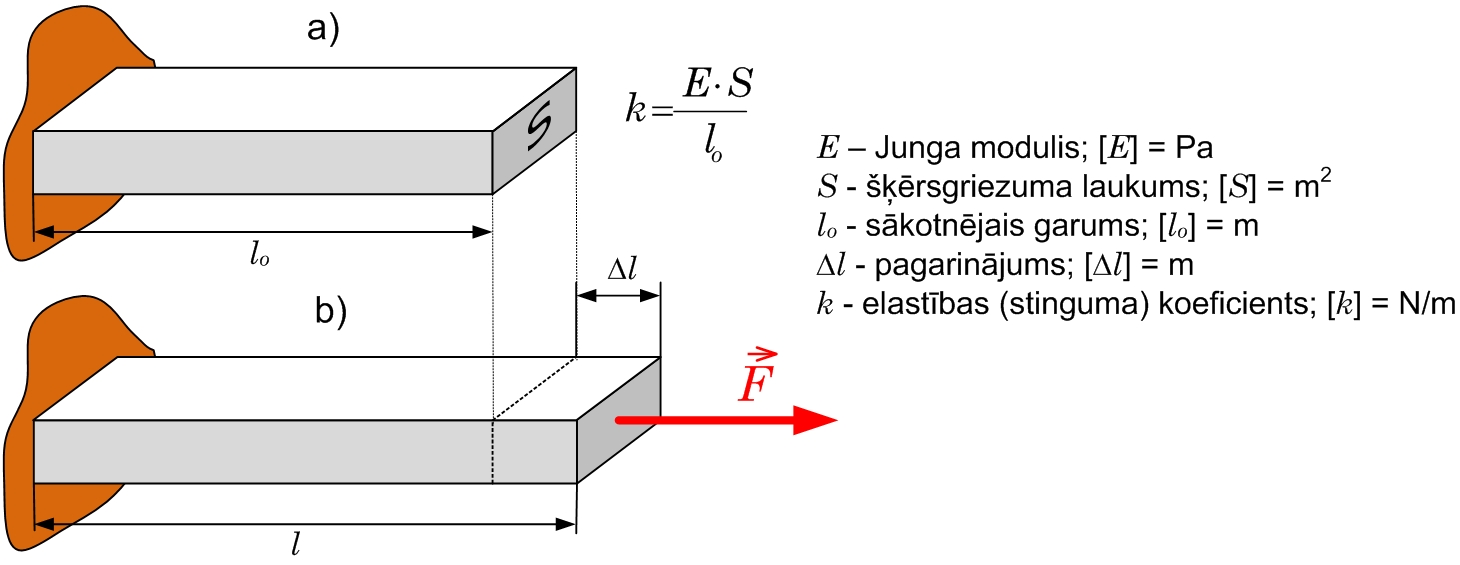 a)
S
k = E·S / lo
lo
E – Junga modulis; [E] = Pa
S - šķērsgriezuma laukums; [S] = m²
lo - sākotnējais garums; [lo] = m
Δl - pagarinājums; [Δl] = m
k - elastības (stinguma) koeficients; [k] = N/m
Δl
b)
F
l